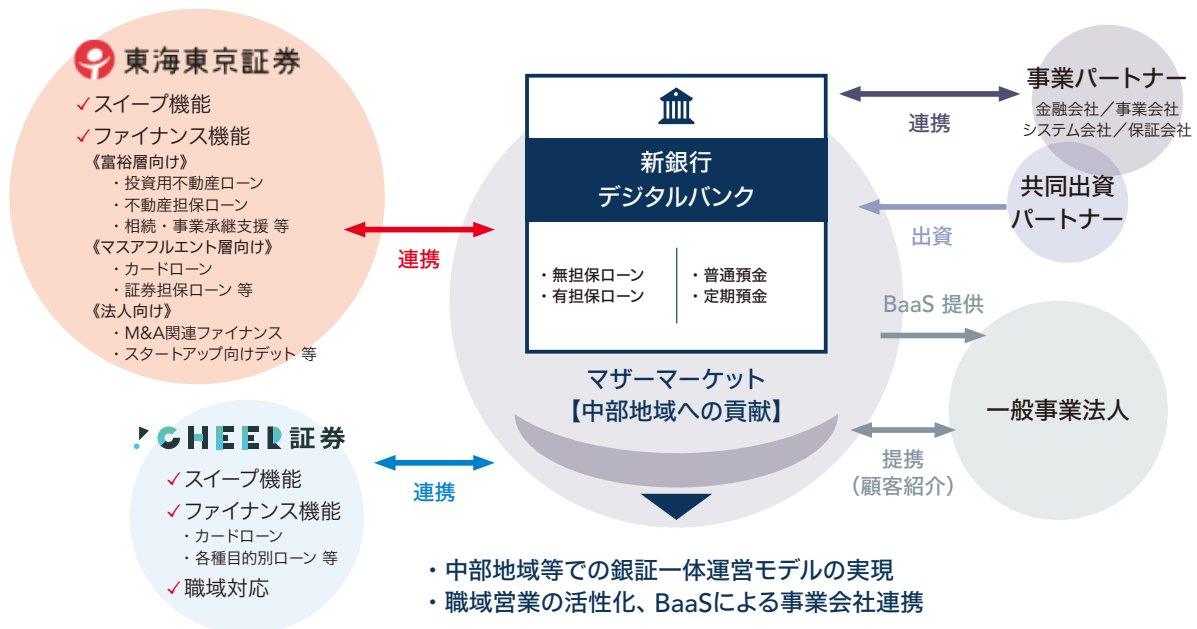 東海東京証券
✓スイープ機能
✓ファイナンス機能
《富裕層向け》
・投資用不動産ローン
・不動産担保ローン
・相続・事業承継支援 等
《マスアフルエント層向け》
・カードローン
・証券担保ローン 等
《法人向け》
・M&A関連ファイナンス
・スタートアップ向けデット 等
連携
CHEER証券
✓スイープ機能
✓ファイナンス機能
・カードローン
・各種目的別ローン 等
✓職域対応
連携
新銀行
デジタルバンク
・無担保ローン
・有担保ローン
・普通預金
・定期預金
マザーマーケット
【中部地域への貢献】
連携
事業パートナー
金融会社／事業会社
システム会社／保証会社
出資
共同出資
パートナー
BaaS 提供
一般事業法人
提携
（顧客紹介）
・中部地域等での銀証一体運営モデルの実現
・職域営業の活性化、BaaSによる事業会社連携